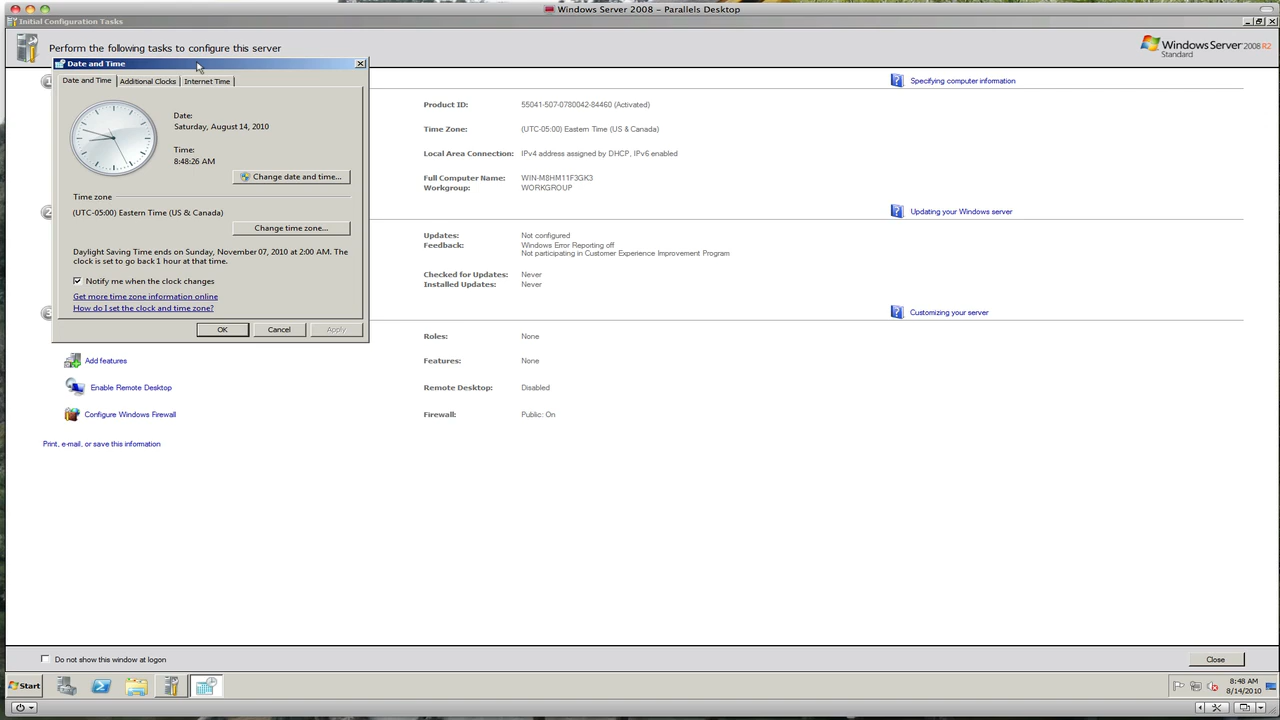 Windows Server 2008 - Parallels Desktop
Initial Configuration Tasks
Perform the following tasks to configure this server
Windows Server 2008 R2
Standard
Date and Time
Date and Time
Additional Clocks
Internet Time
Date:
Saturday, August 14, 2010
Time:
8:48:26 AM
Change date and time...
Time zone
(UTC-05:00) Eastern Time (US & Canada)
Change time zone...
Daylight Saving Time ends on Sunday, November 07, 2010 at 2:00 AM. The
clock is set to go back 1 hour at that time.
Notify me when the clock changes
Get more time zone information online
How do I set the clock and time zone?
OK
Cancel
Apply
1
Specifying computer information
Product ID: 55041-507-0780042-84460 (Activated)
Time Zone: (UTC-05:00) Eastern Time (US & Canada)
Local Area Connection: IPv4 address assigned by DHCP, IPv6 enabled
Full Computer Name: WIN-M8HM11F3GK3
Workgroup: WORKGROUP
2
Updating your Windows server
Updates: Not configured
Feedback: Windows Error Reporting off
Not participating in Customer Experience Improvement Program
Checked for Updates: Never
Installed Updates: Never
3
Customizing your server
Roles: None
Add features
Features: None
Enable Remote Desktop
Remote Desktop: Disabled
Configure Windows Firewall
Firewall: Public: On
Print, e-mail, or save this information
Do not show this window at logon
Close
Start
8:48 AM
8/14/2010